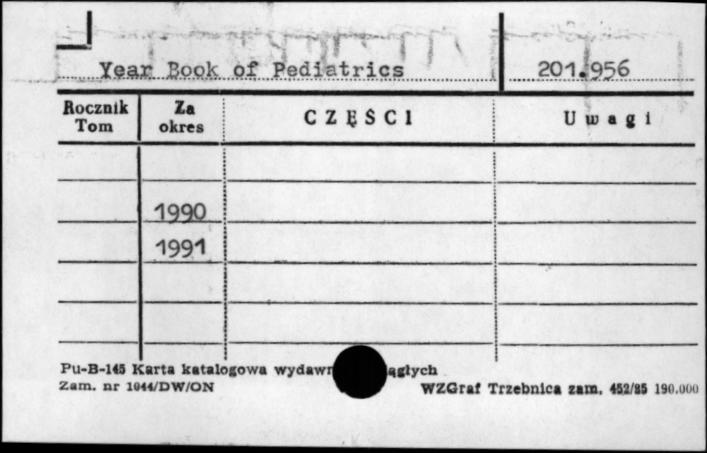 Year Book of Pediatrics 201.956
Rocznik Tom Za okres CZĘŚCI Uwagi
1990
1991
Pu-B-145 Karta katalogowa wydawn ągłych
Zam. nr 1044/DW/ON WZGraf Trzebnica zam. 452/85 190.000